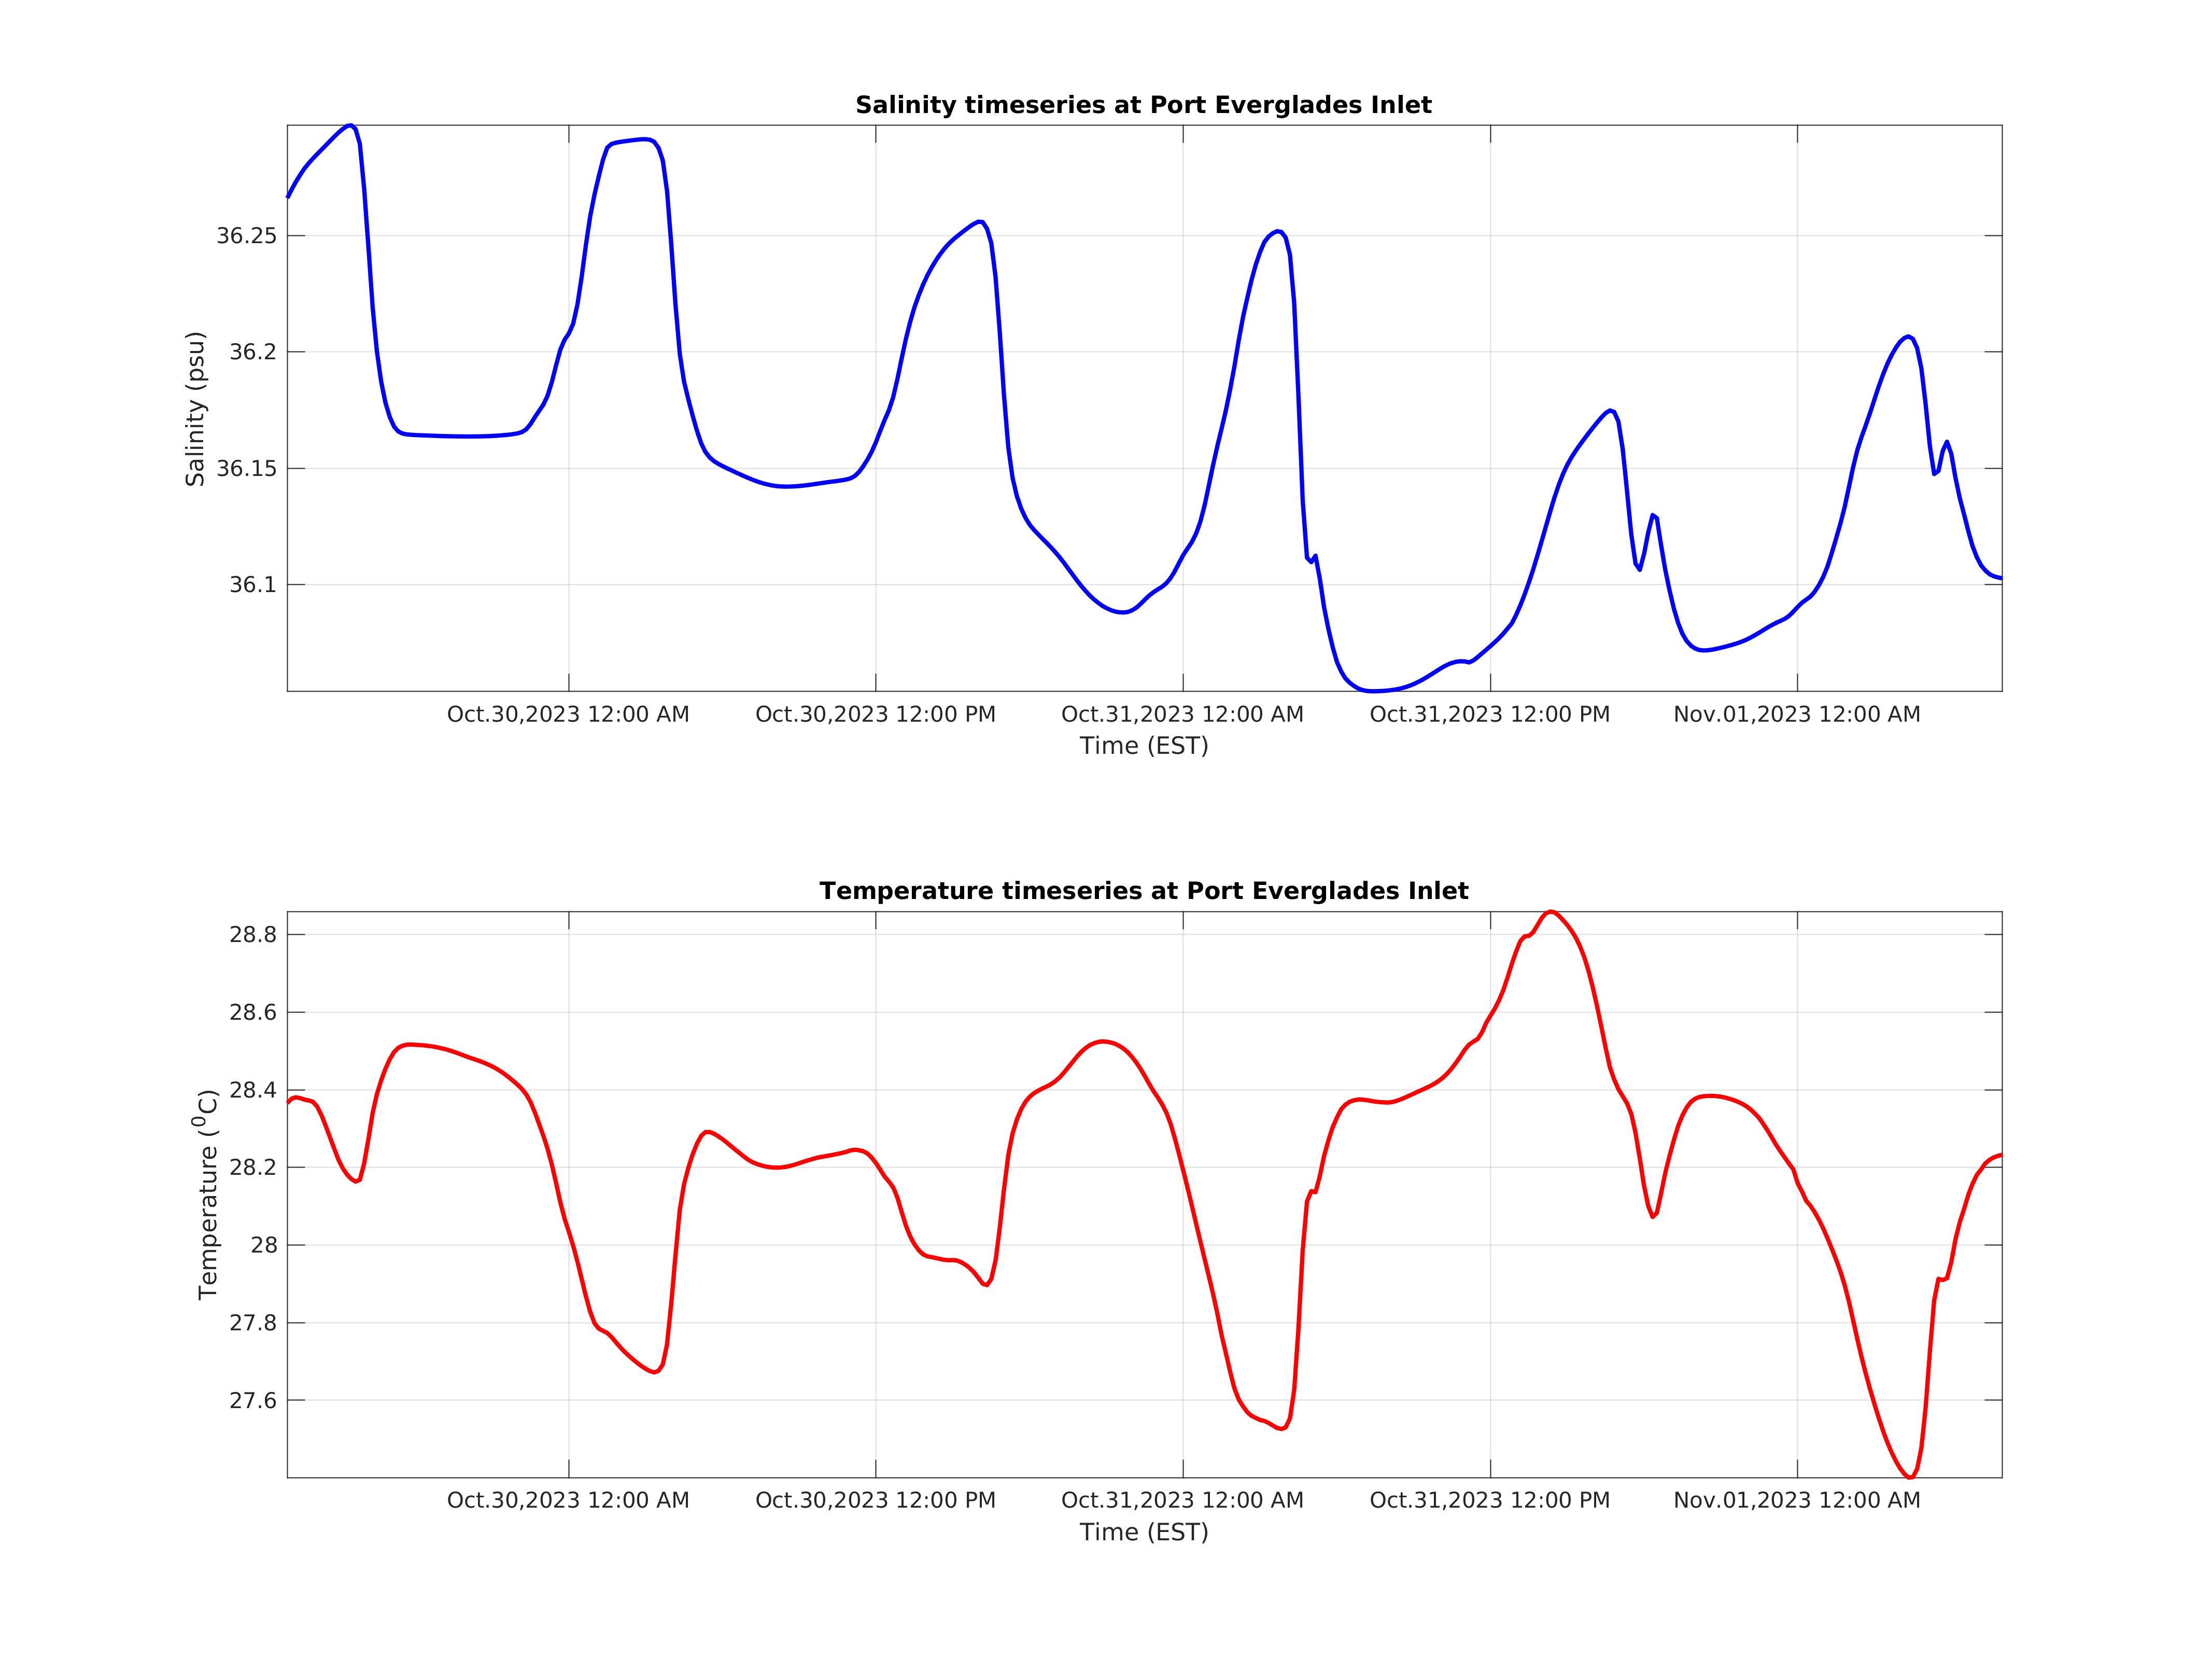 Salinity timeseries at Port Everglades Inlet
Salinity (psu)
36.25
36.2
36.15
36.1
Oct.30,2023 12:00 AM
Oct.30,2023 12:00 PM
Oct.31,2023 12:00 AM
Oct.31,2023 12:00 PM
Nov.01,2023 12:00 AM
Time (EST)
Temperature timeseries at Port Everglades Inlet
Temperature (⁰C)
28.8
28.6
28.4
28.2
28
27.8
27.6
Oct.30,2023 12:00 AM
Oct.30,2023 12:00 PM
Oct.31,2023 12:00 AM
Oct.31,2023 12:00 PM
Nov.01,2023 12:00 AM
Time (EST)